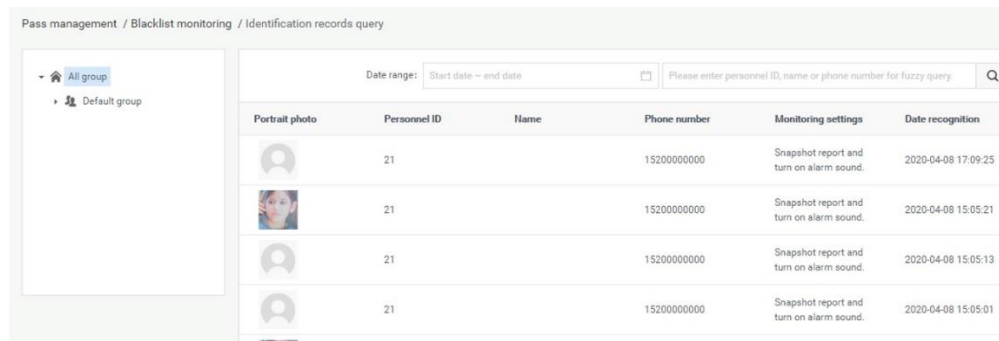 Pass management / Blacklist monitoring / Identification records query
All group
Default group
Date range: Start date ~ end date Please enter personnel ID, name or phone number for fuzzy query.
Portrait photo Personnel ID Name Phone number Monitoring settings Date recognition
21 15200000000 Snapshot report and turn on alarm sound. 2020-04-08 17:09:25
21 15200000000 Snapshot report and turn on alarm sound. 2020-04-08 15:05:21
21 15200000000 Snapshot report and turn on alarm sound. 2020-04-08 15:05:13
21 15200000000 Snapshot report and turn on alarm sound. 2020-04-08 15:05:01